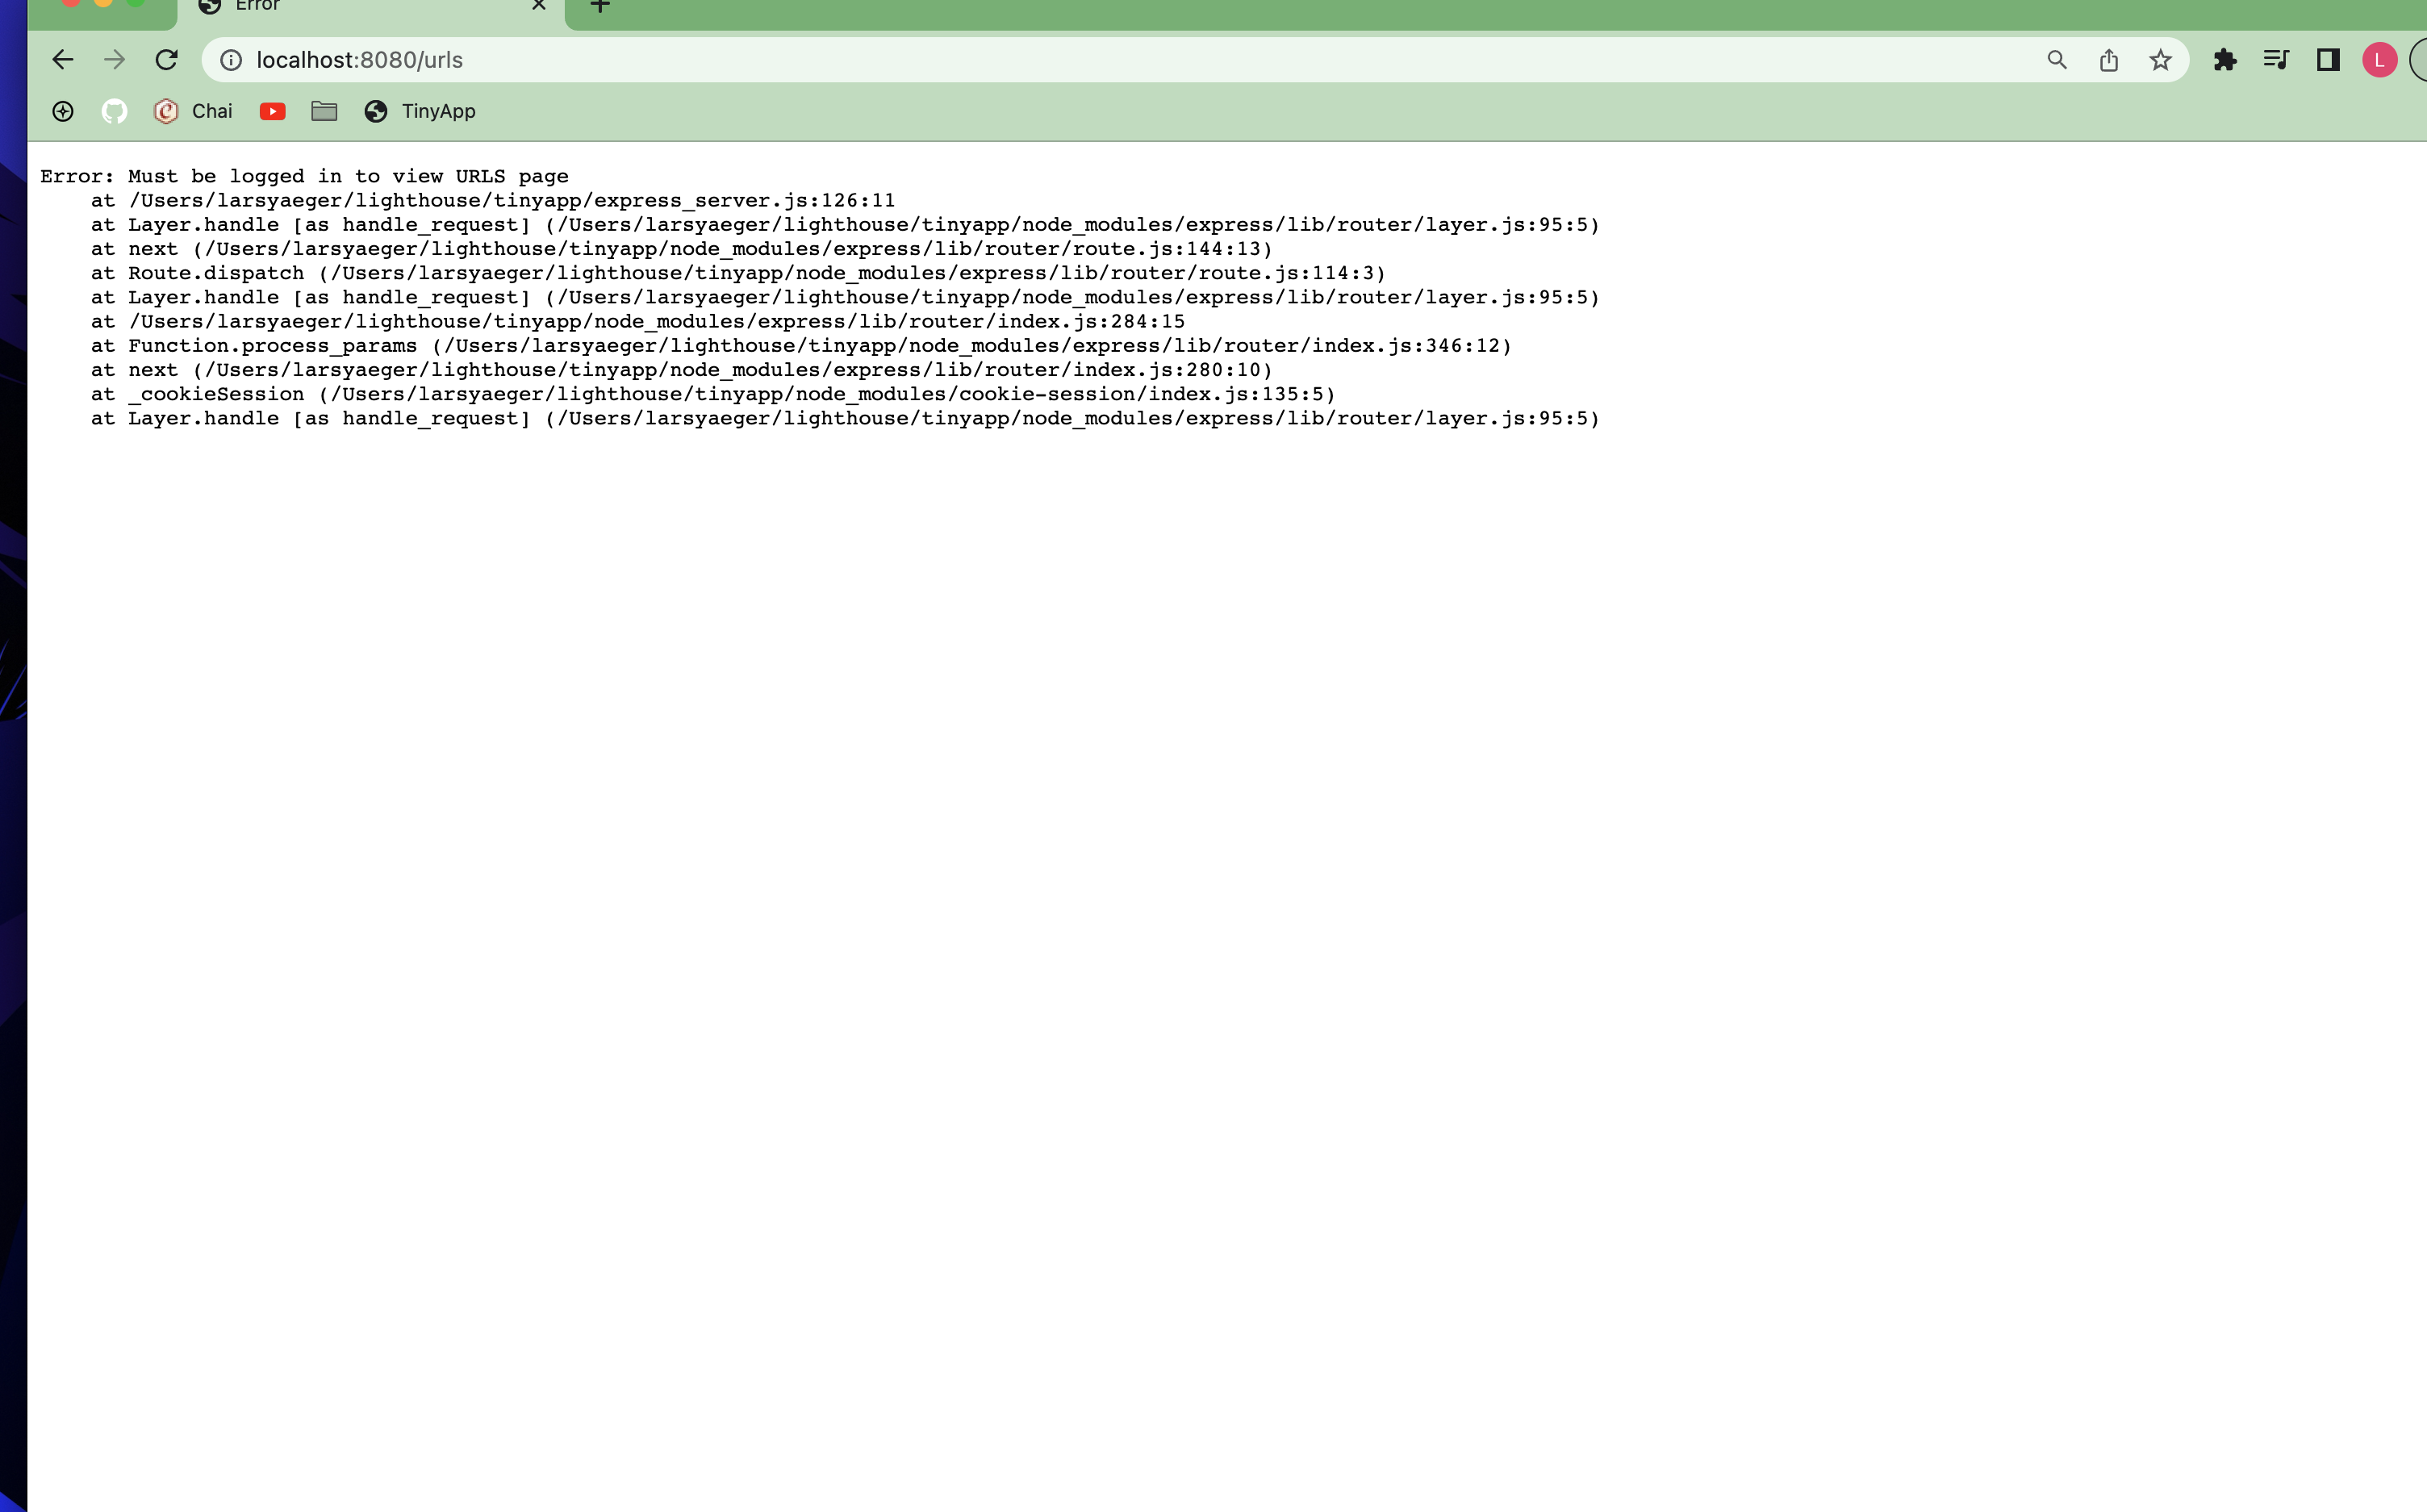 Error
localhost:8080/urls
L
Chai
TinyApp
Error: Must be logged in to view URLS page
at /Users/larsyaeger/lighthouse/tinyapp/express_server.js:126:11
at Layer.handle [as handle_request] (/Users/larsyaeger/lighthouse/tinyapp/node_modules/express/lib/router/layer.js:95:5)
at next (/Users/larsyaeger/lighthouse/tinyapp/node_modules/express/lib/router/route.js:144:13)
at Route.dispatch (/Users/larsyaeger/lighthouse/tinyapp/node_modules/express/lib/router/route.js:114:3)
at Layer.handle [as handle_request] (/Users/larsyaeger/lighthouse/tinyapp/node_modules/express/lib/router/layer.js:95:5)
at /Users/larsyaeger/lighthouse/tinyapp/node_modules/express/lib/router/index.js:284:15
at Function.process_params (/Users/larsyaeger/lighthouse/tinyapp/node_modules/express/lib/router/index.js:346:12)
at next (/Users/larsyaeger/lighthouse/tinyapp/node_modules/express/lib/router/index.js:280:10)
at _cookieSession (/Users/larsyaeger/lighthouse/tinyapp/node_modules/cookie-session/index.js:135:5)
at Layer.handle [as handle_request] (/Users/larsyaeger/lighthouse/tinyapp/node_modules/express/lib/router/layer.js:95:5)